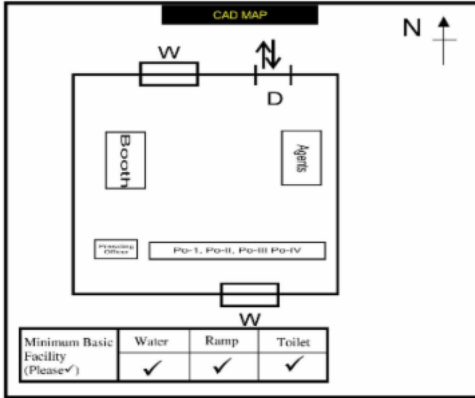 CAD MAP
N
W
D
Booth
Agents
Presiding
Officer
Po-1, Po-II, Po-III Po-IV
W
Minimum Basic Facility (Please✓) Water Ramp Toilet
✓ ✓ ✓